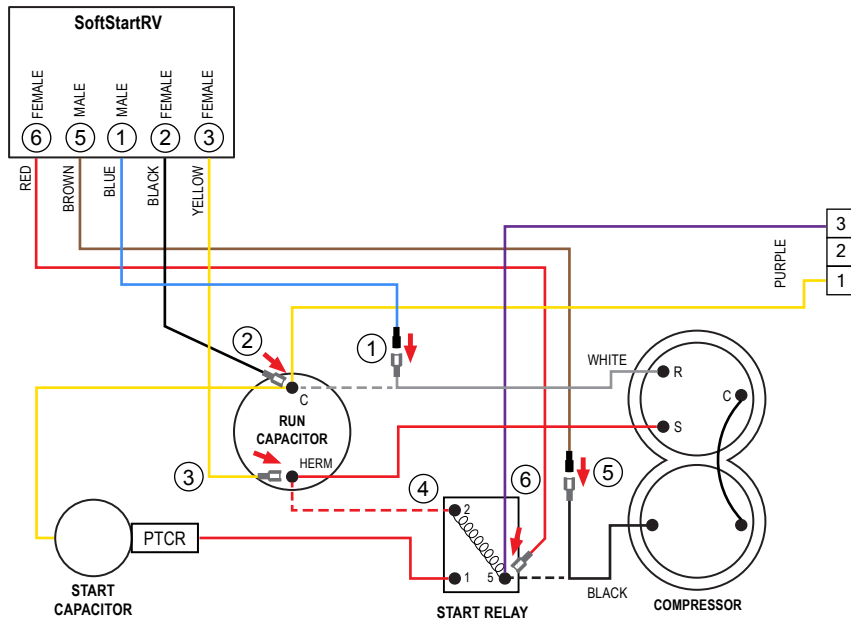 SoftStartRV
FEMALE
MALE
MALE
FEMALE
FEMALE
6
5
1
2
3
RED
BROWN
BLUE
BLACK
YELLOW
3
2
1
PURPLE
2
1
WHITE
R
C
S
C
RUN
CAPACITOR
HERM
3
4
6
5
2
1
5
PTCR
START
CAPACITOR
START RELAY
BLACK
COMPRESSOR